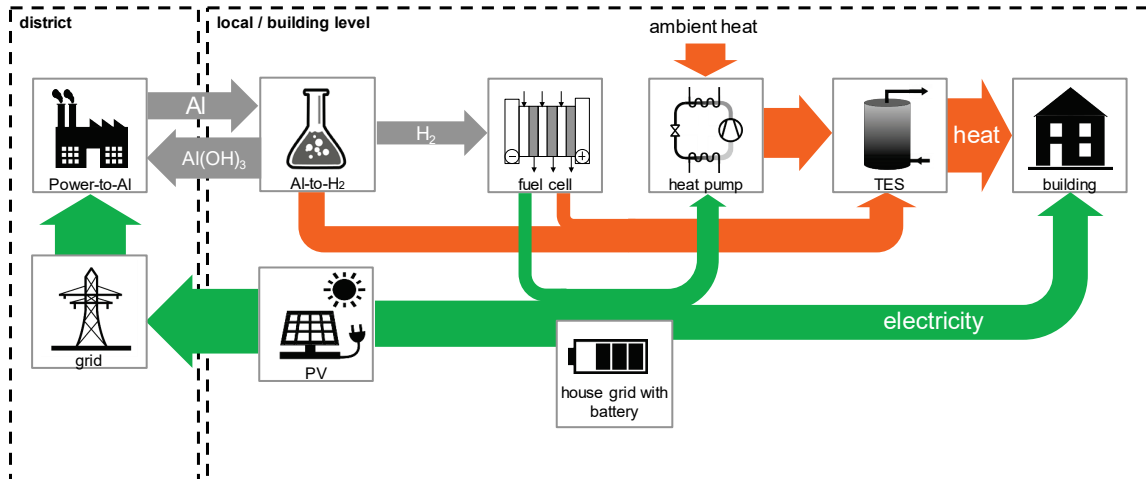 district
local / building level
ambient heat
Al
Al(OH)3
H2
heat
Power-to-Al
Al-to-H2
−
+
fuel cell
heat pump
TES
building
electricity
grid
PV
house grid with
battery